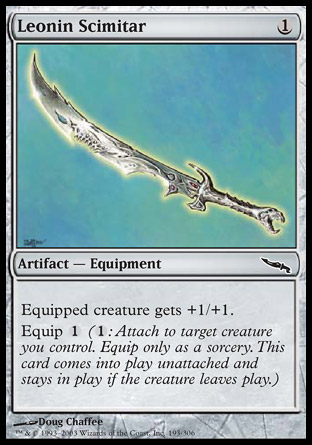 Leonin Scimitar 1
Artifact — Equipment
Equipped creature gets +1/+1.
Equip 1 (1: Attach to target creature
you control. Equip only as a sorcery. This
card comes into play unattached and
stays in play if the creature leaves play.)
Doug Chaffee
™ & © 1993–2003 Wizards of the Coast, Inc. 193/306